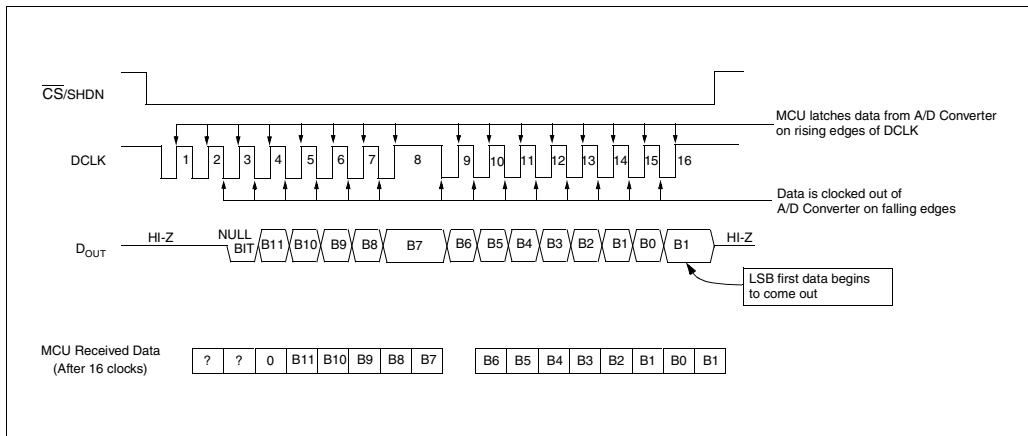 CS/SHDN
MCU latches data from A/D Converter
on rising edges of DCLK
DCLK
1 2 3 4 5 6 7 8 9 10 11 12 13 14 15 16
Data is clocked out of
A/D Converter on falling edges
DOUT
HI-Z
NULL
BIT
B11 B10 B9 B8 B7 B6 B5 B4 B3 B2 B1 B0 B1
HI-Z
LSB first data begins
to come out
MCU Received Data
(After 16 clocks)
? ? 0 B11 B10 B9 B8 B7 B6 B5 B4 B3 B2 B1 B0 B1